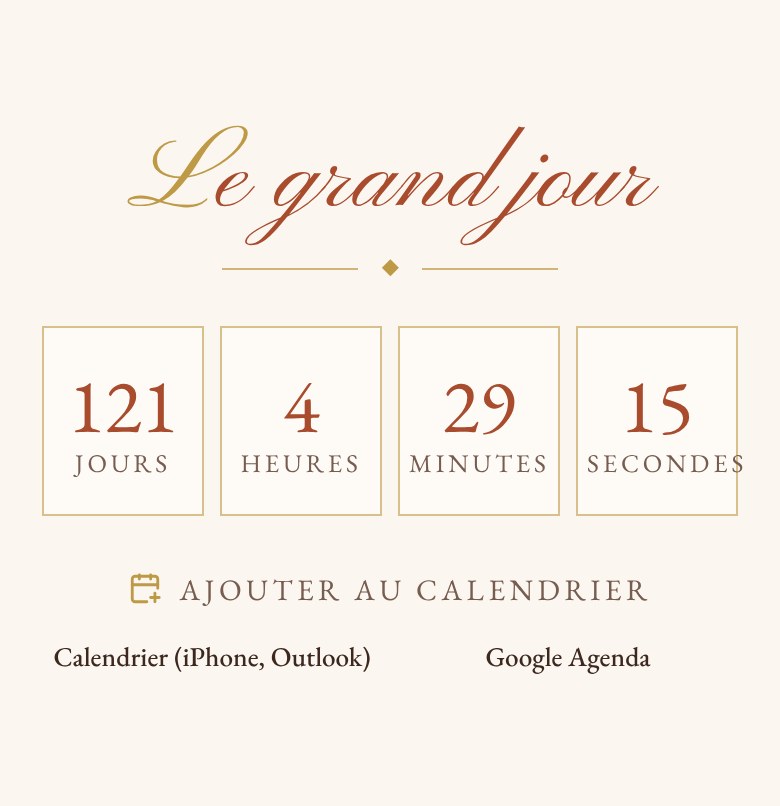 Le grand jour
121 4 29 15
JOURS HEURES MINUTES SECONDES
AJOUTER AU CALENDRIER
Calendrier (iPhone, Outlook) Google Agenda